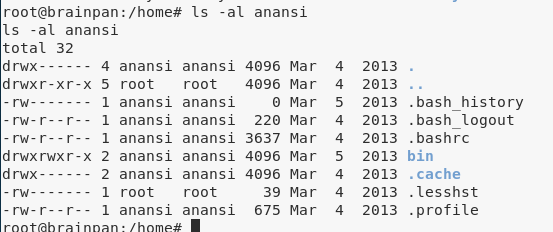 root@brainpan:/home# ls -al anansi
ls -al anansi
total 32
drwx------ 4 anansi anansi 4096 Mar  4  2013 .
drwxr-xr-x 5 root   root   4096 Mar  4  2013 ..
-rw------- 1 anansi anansi    0 Mar  5  2013 .bash_history
-rw-r--r-- 1 anansi anansi  220 Mar  4  2013 .bash_logout
-rw-r--r-- 1 anansi anansi 3637 Mar  4  2013 .bashrc
drwxrwxr-x 2 anansi anansi 4096 Mar  5  2013 bin
drwx------ 2 anansi anansi 4096 Mar  4  2013 .cache
-rw------- 1 root   root     39 Mar  4  2013 .lesshst
-rw-r--r-- 1 anansi anansi  675 Mar  4  2013 .profile
root@brainpan:/home#